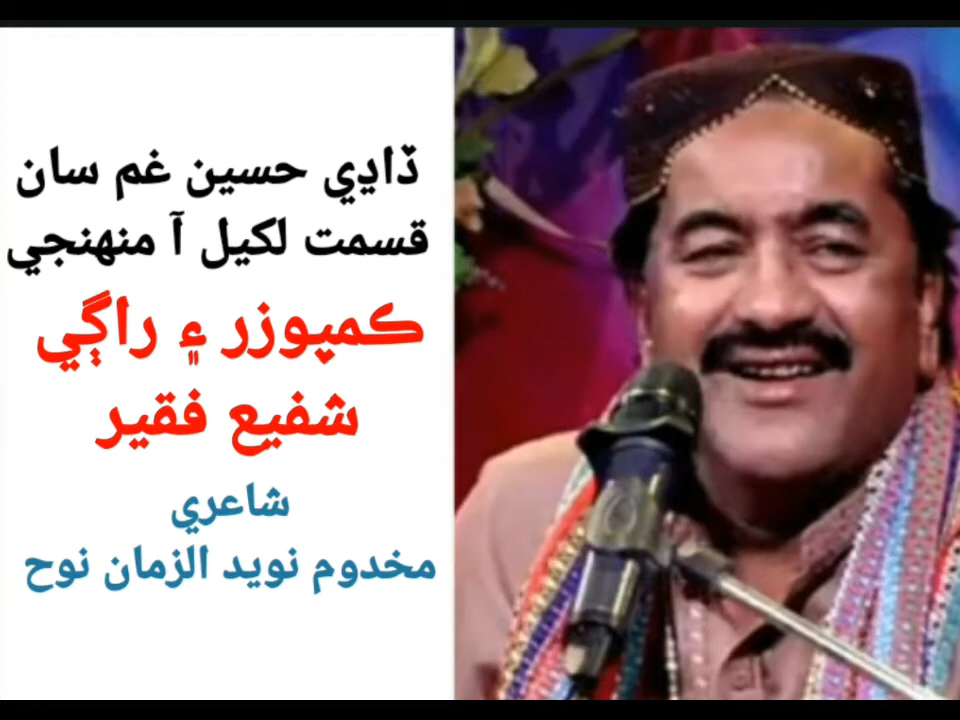 ڏاڍي حسين غم سان
قسمت لکيل آ منهنجي
ڪمپوزر ۽ راڳي
شفيع فقير
شاعري
مخدوم نويد الزمان نوح